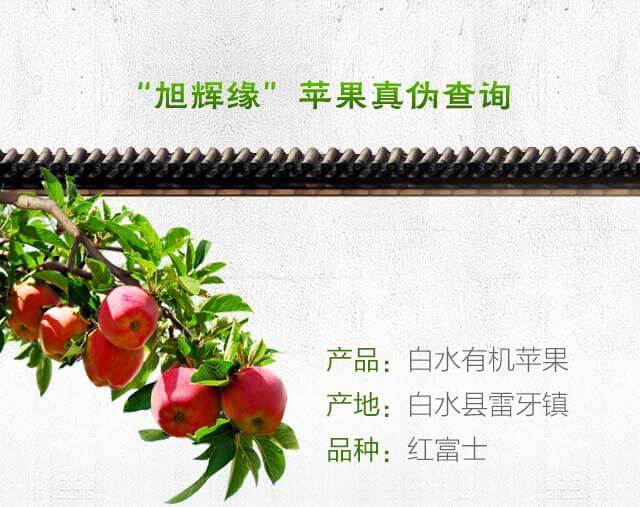 “旭辉缘”苹果真伪查询
产品：白水有机苹果
产地：白水县雷牙镇
品种：红富士